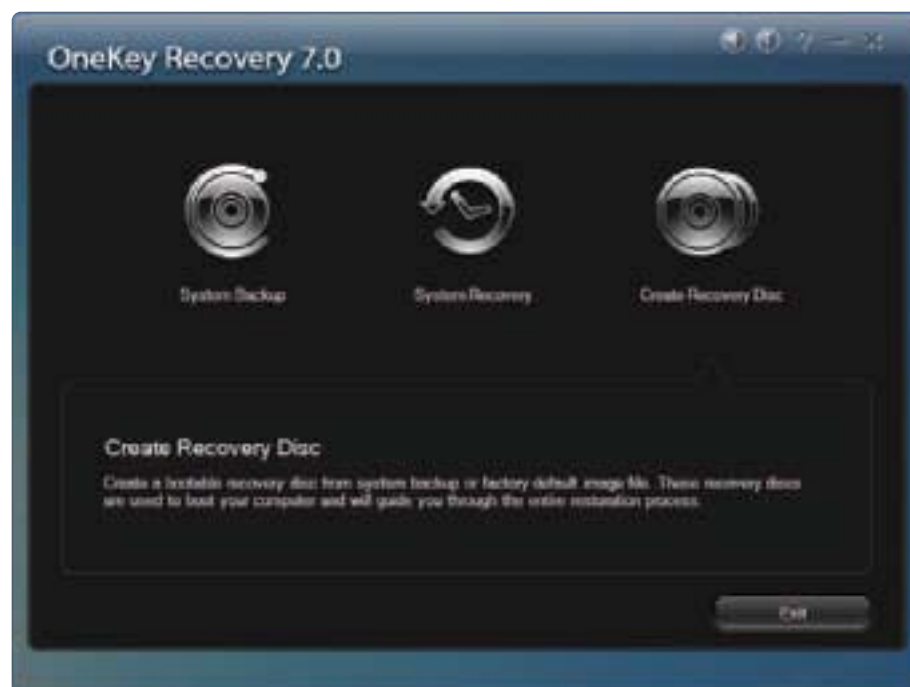 OneKey Recovery 7.0
?
System Backup
System Recovery
Create Recovery Disc
Create Recovery Disc
Create a bootable recovery disc from system backup or factory default image file. These recovery discs
are used to boot your computer and will guide you through the entire restoration process.
Exit